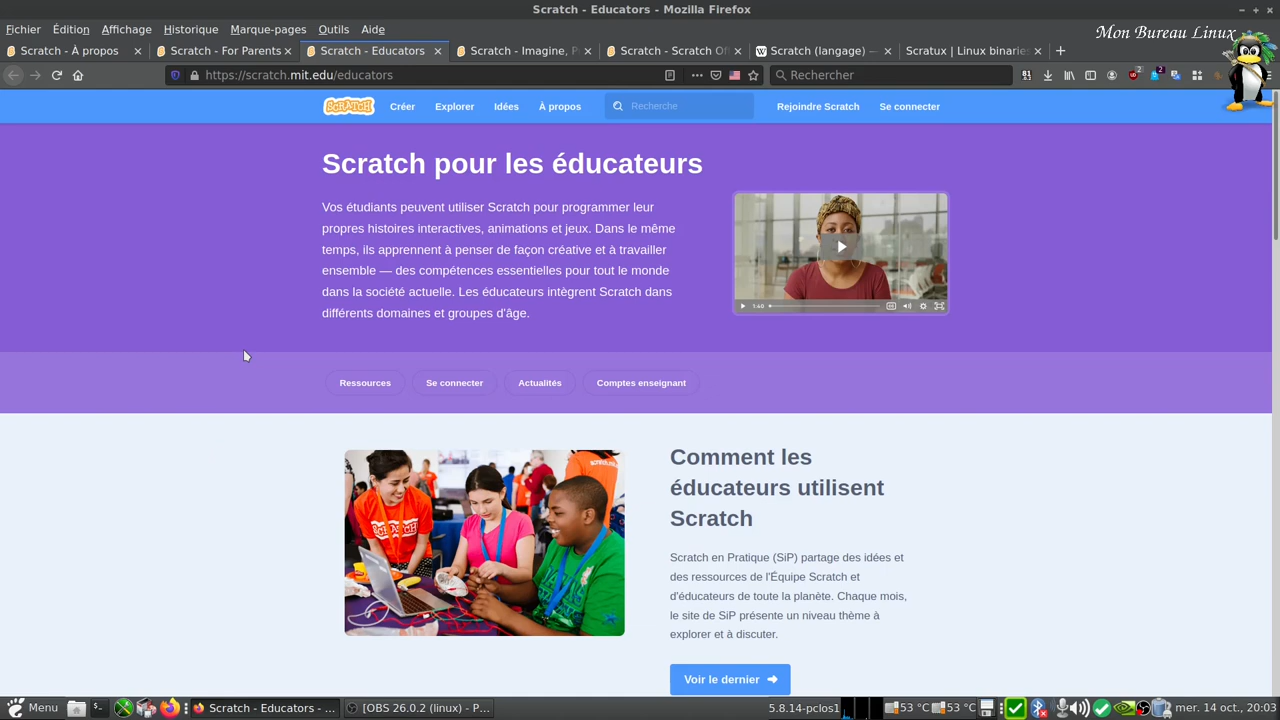 Scratch - Educators - Mozilla Firefox
Fichier Édition Affichage Historique Marque-pages Outils Aide
Mon Bureau Linux
Scratch - À propos
Scratch - For Parents
Scratch - Educators
Scratch - Imagine, P
Scratch - Scratch Of
Scratch (langage) —
Scratux | Linux binaries
https://scratch.mit.edu/educators
Rechercher
SCRATCH Créer Explorer Idées À propos Recherche Rejoindre Scratch Se connecter
Scratch pour les éducateurs
Vos étudiants peuvent utiliser Scratch pour programmer leur
propres histoires interactives, animations et jeux. Dans le même
temps, ils apprennent à penser de façon créative et à travailler
ensemble — des compétences essentielles pour tout le monde
dans la société actuelle. Les éducateurs intègrent Scratch dans
différents domaines et groupes d'âge.
1:40
Ressources Se connecter Actualités Comptes enseignant
Comment les
éducateurs utilisent
Scratch
Scratch en Pratique (SiP) partage des idées et
des ressources de l'Équipe Scratch et
d'éducateurs de toute la planète. Chaque mois,
le site de SiP présente un niveau thème à
explorer et à discuter.
Voir le dernier
Menu Scratch - Educators - ... [OBS 26.0.2 (linux) - P... 5.8.14-pclos1 53 °C 53 °C mer. 14 oct., 20:03